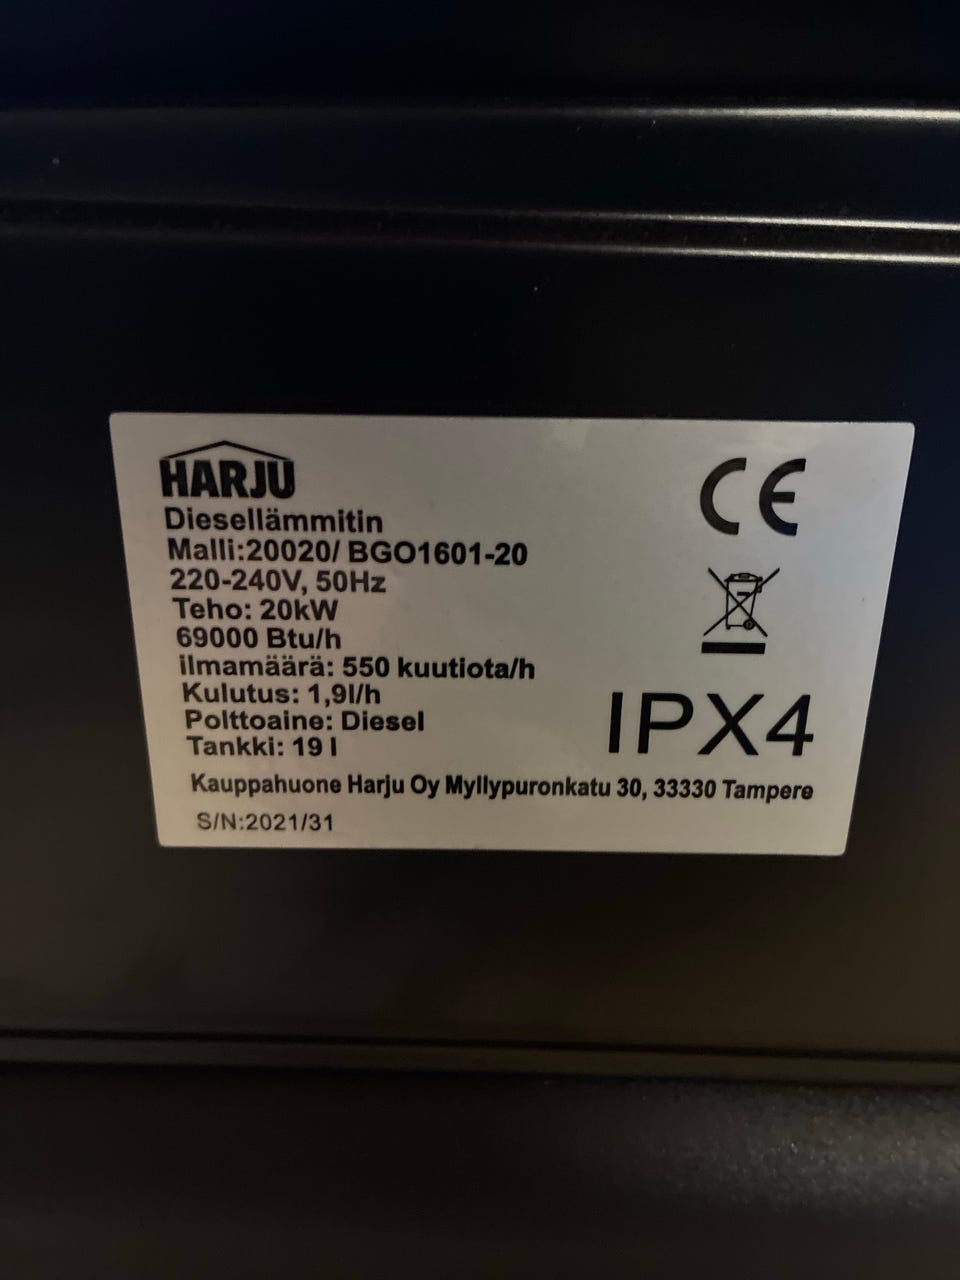 HARJU
Diesellämmitin
Malli:20020/ BGO1601-20
220-240V, 50Hz
Teho: 20kW
69000 Btu/h
ilmamäärä: 550 kuutiota/h
Kulutus: 1,9l/h
Polttoaine: Diesel
Tankki: 19 l
CE
IPX4
Kauppahuone Harju Oy Myllypuronkatu 30, 33330 Tampere
S/N:2021/31